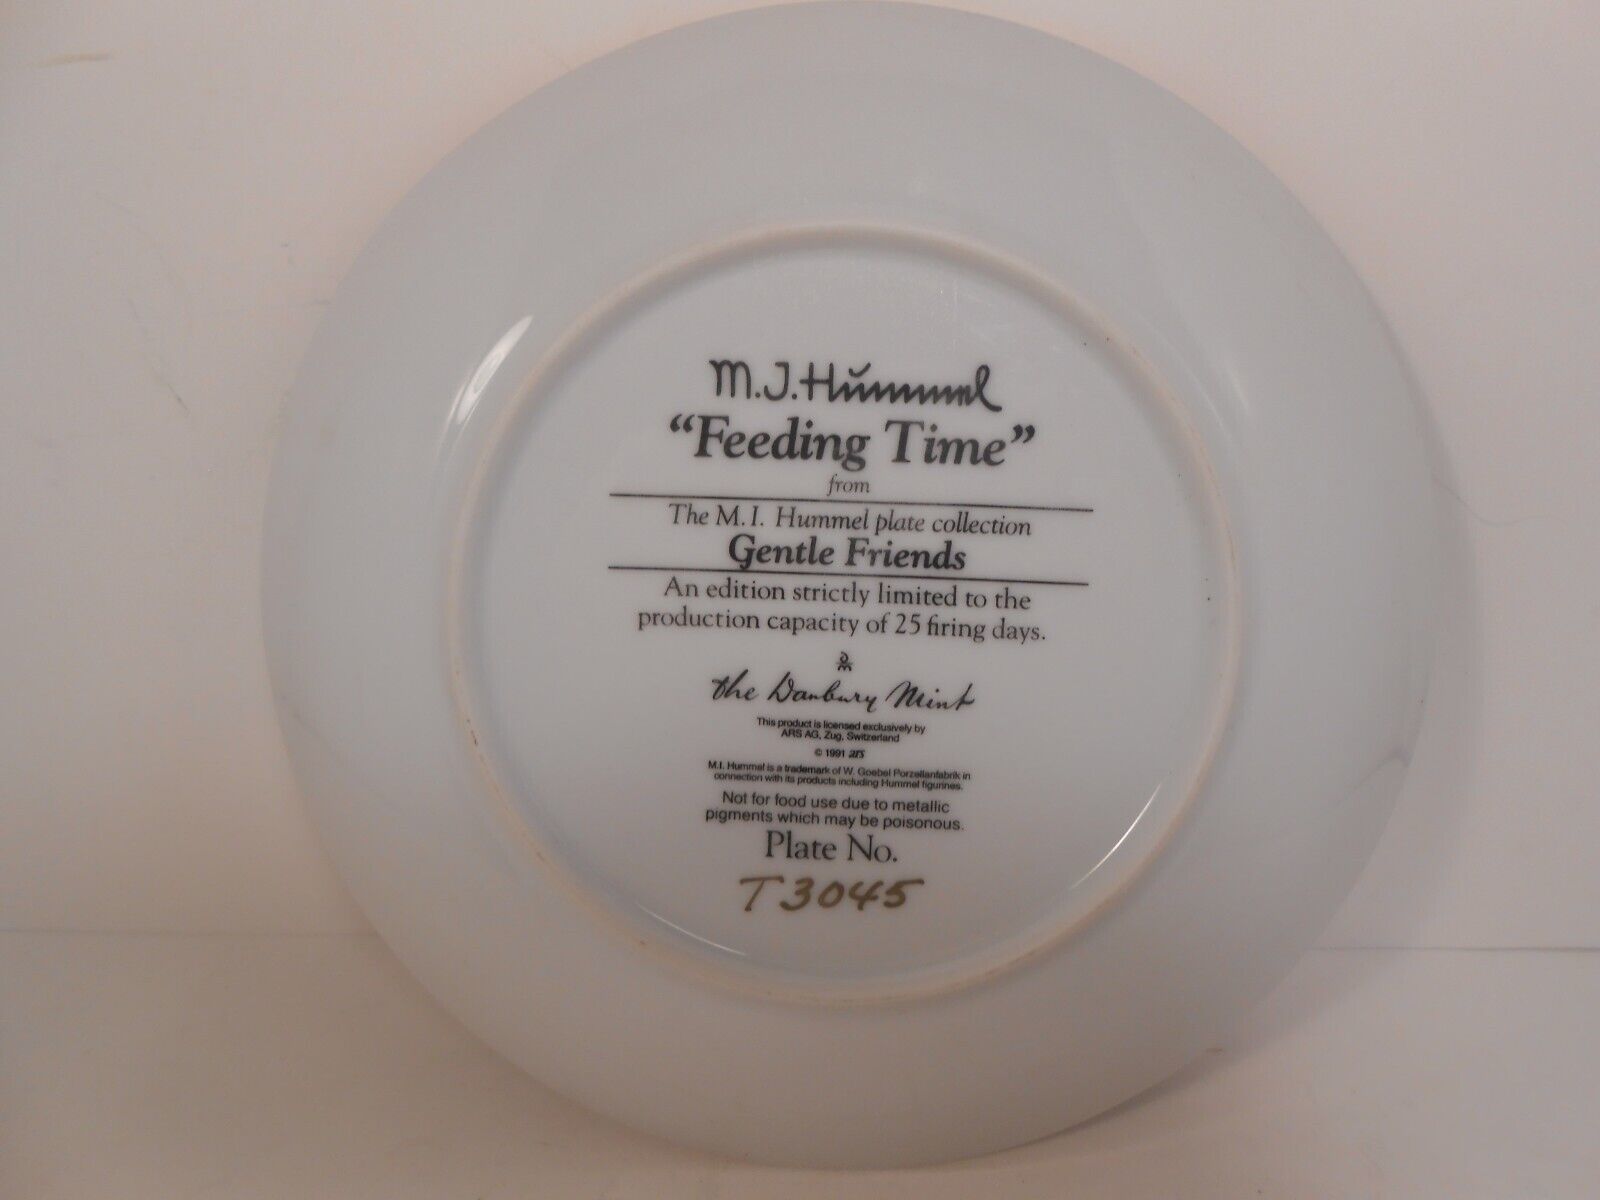 M.J.Hummel
“Feeding Time”
from
The M.I. Hummel plate collection
Gentle Friends
An edition strictly limited to the
production capacity of 25 firing days.
DM
the Danbury Mint
This product is licensed exclusively by
ARS AG, Zug, Switzerland
© 1991 ars
M.I. Hummel is a trademark of W. Goebel Porzellanfabrik in
connection with its products including Hummel figurines.
Not for food use due to metallic
pigments which may be poisonous.
Plate No.
T3045